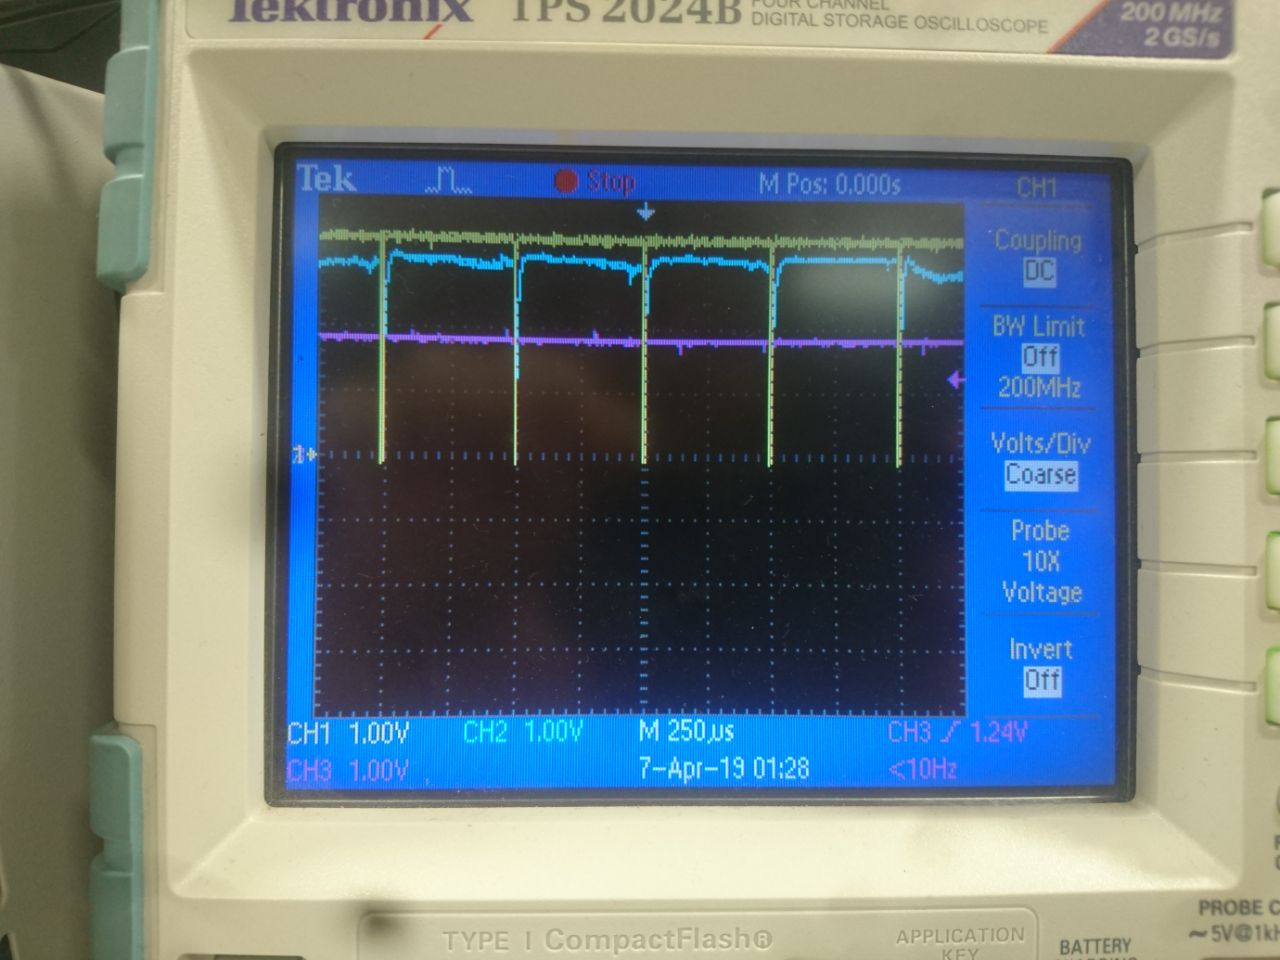 Tektronix TPS 2024B FOUR CHANNEL
DIGITAL STORAGE OSCILLOSCOPE
200 MHz
2 GS/s
Tek Stop M Pos: 0.000s CH1
Coupling
DC
BW Limit
Off
200MHz
Volts/Div
Coarse
Probe
10X
Voltage
Invert
Off
CH1 1.00V CH2 1.00V M 250µs CH3 1.24V
CH3 1.00V 7-Apr-19 01:28 <10Hz
TYPE I CompactFlash®
APPLICATION
KEY
BATTERY
PROBE
~5V@1k